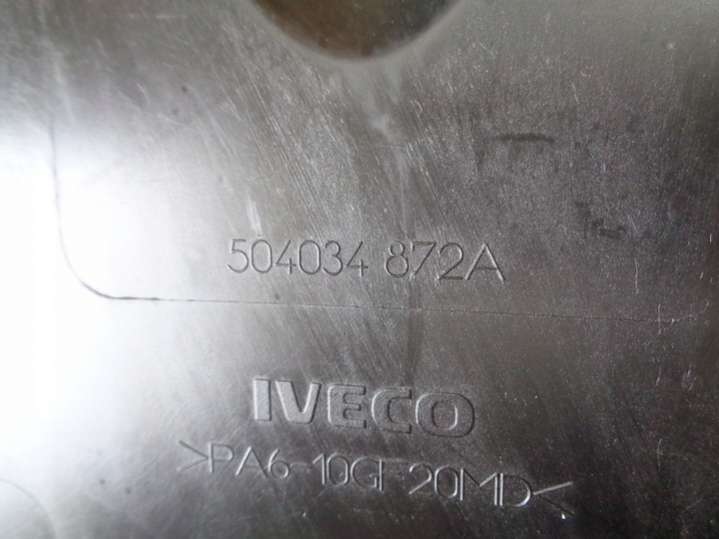 504034 872A
IVECO
>PA6-10GF20MD<